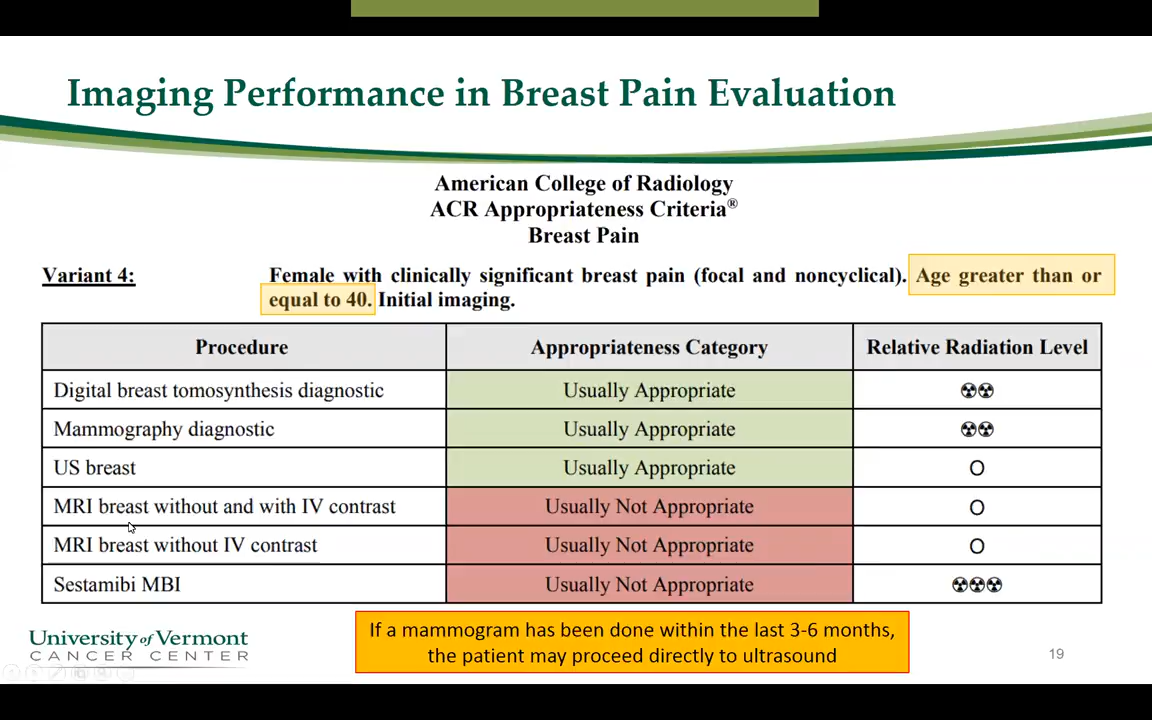 Imaging Performance in Breast Pain Evaluation
American College of Radiology
ACR Appropriateness Criteria®
Breast Pain
Variant 4: Female with clinically significant breast pain (focal and noncyclical). Age greater than or
equal to 40. Initial imaging.
Procedure Appropriateness Category Relative Radiation Level
Digital breast tomosynthesis diagnostic Usually Appropriate ☢☢
Mammography diagnostic Usually Appropriate ☢☢
US breast Usually Appropriate O
MRI breast without and with IV contrast Usually Not Appropriate O
MRI breast without IV contrast Usually Not Appropriate O
Sestamibi MBI Usually Not Appropriate ☢☢☢
If a mammogram has been done within the last 3-6 months,
the patient may proceed directly to ultrasound
University of Vermont
CANCER CENTER
19